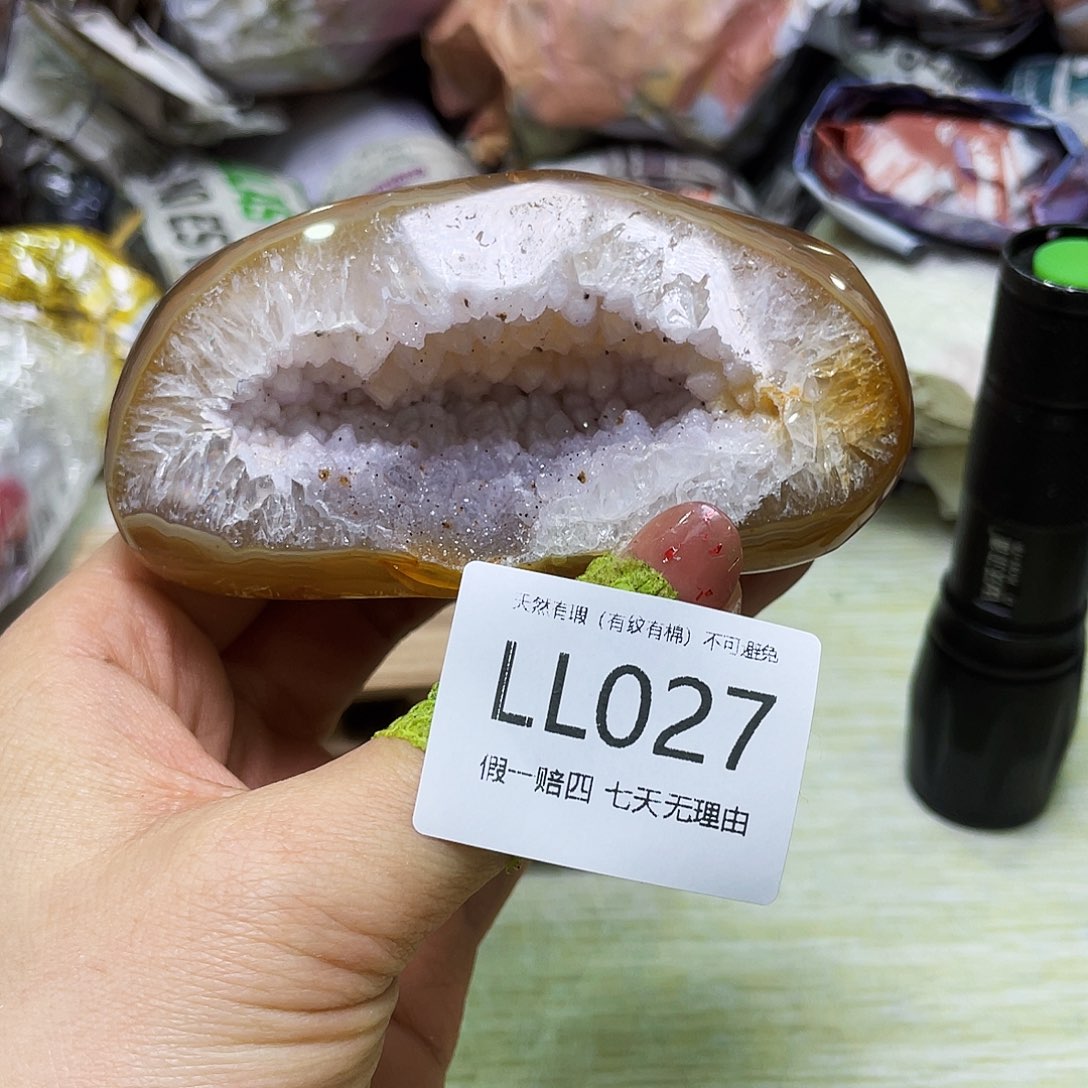 天然有瑕（有纹有棉）不可避免
LL027
假一赔四 七天无理由